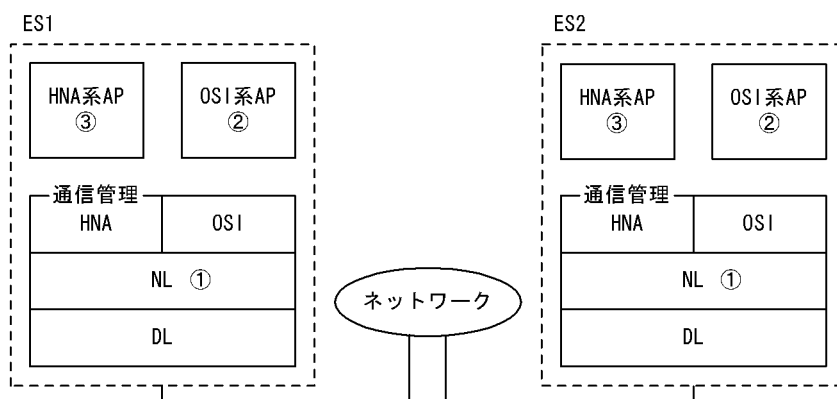 ES1
HNA系AP
③
OSI系AP
②
通信管理
HNA
OSI
NL ①
DL
ネットワーク
ES2
HNA系AP
③
OSI系AP
②
通信管理
HNA
OSI
NL ①
DL